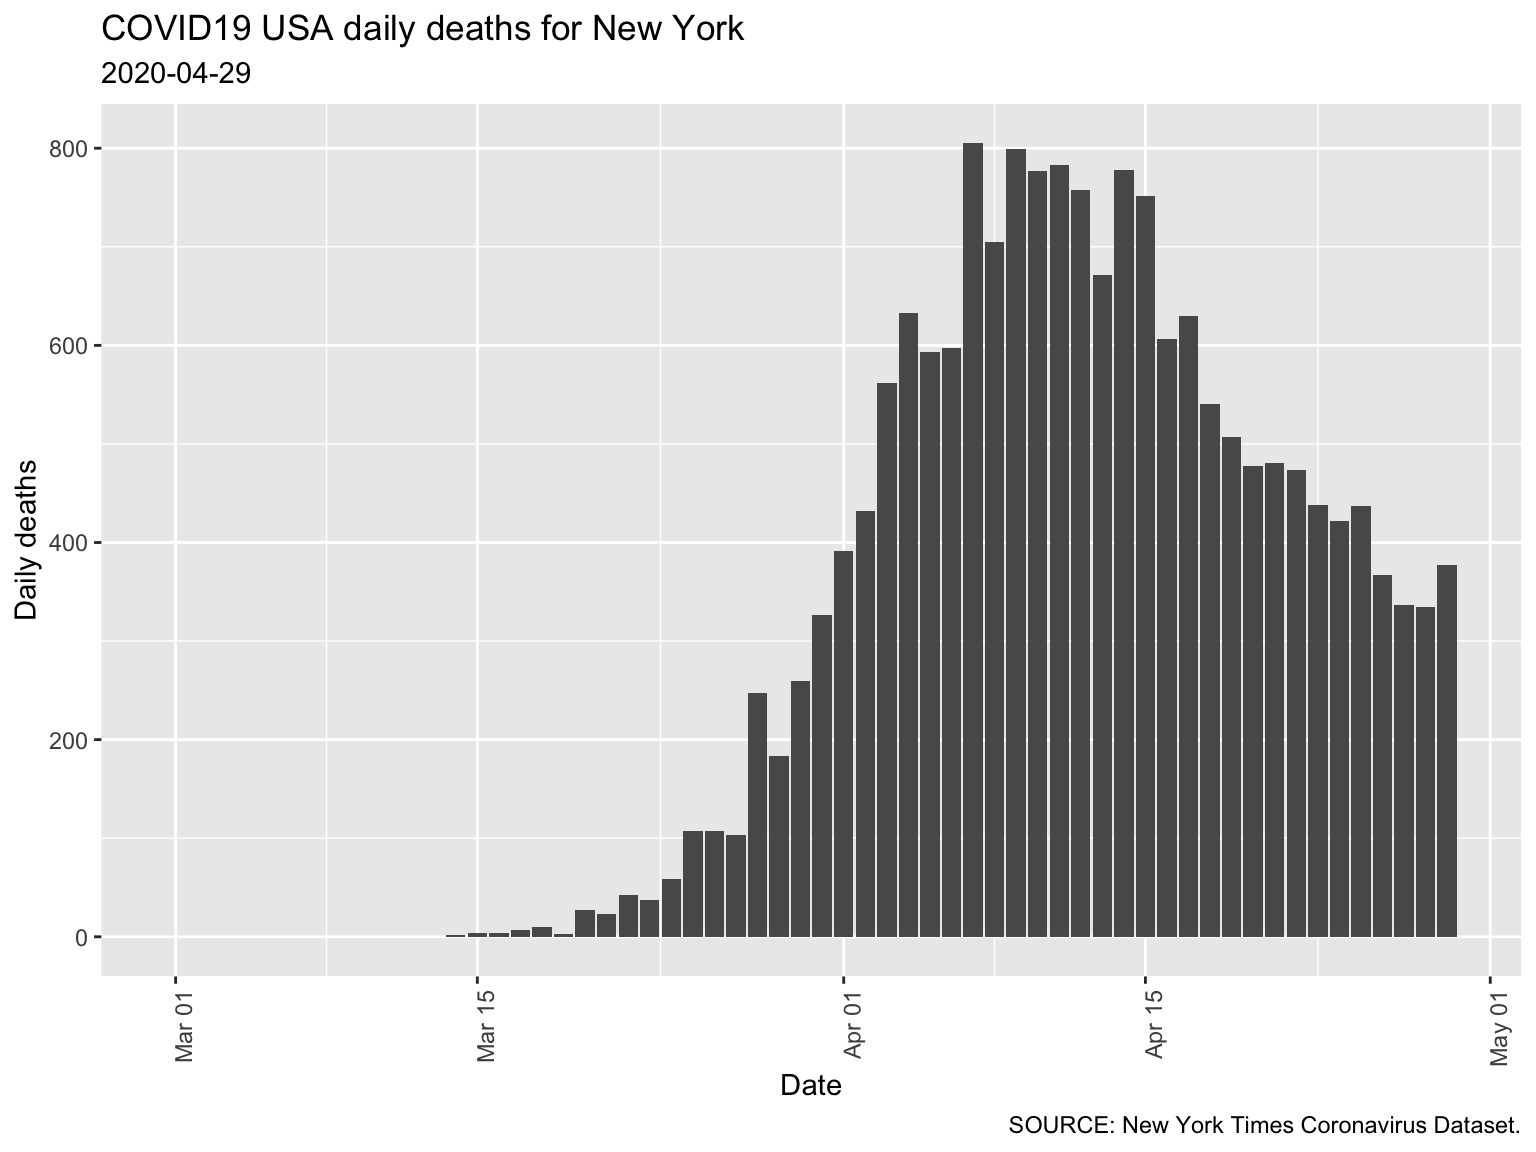 COVID19 USA daily deaths for New York
2020-04-29
Daily deaths
800
600
400
200
0
Mar 01
Mar 15
Apr 01
Apr 15
May 01
Date
SOURCE: New York Times Coronavirus Dataset.